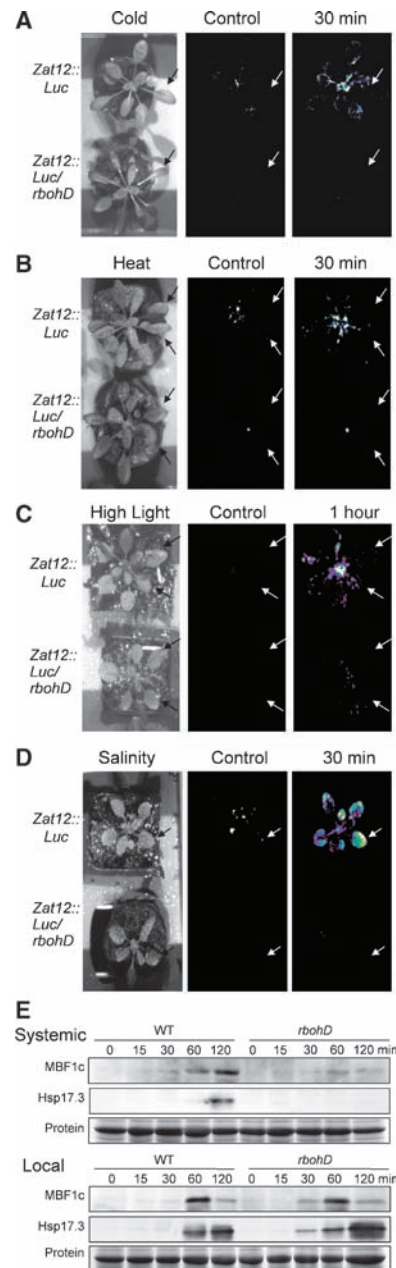 A
Cold Control 30 min
Zat12::
Luc
Zat12::
Luc/
rbohD
B
Heat Control 30 min
Zat12::
Luc
Zat12::
Luc/
rbohD
C
High Light Control 1 hour
Zat12::
Luc
Zat12::
Luc/
rbohD
D
Salinity Control 30 min
Zat12::
Luc
Zat12::
Luc/
rbohD
E
Systemic WT rbohD
0 15 30 60 120 0 15 30 60 120 min
MBF1c
Hsp17.3
Protein
Local WT rbohD
0 15 30 60 120 0 15 30 60 120 min
MBF1c
Hsp17.3
Protein